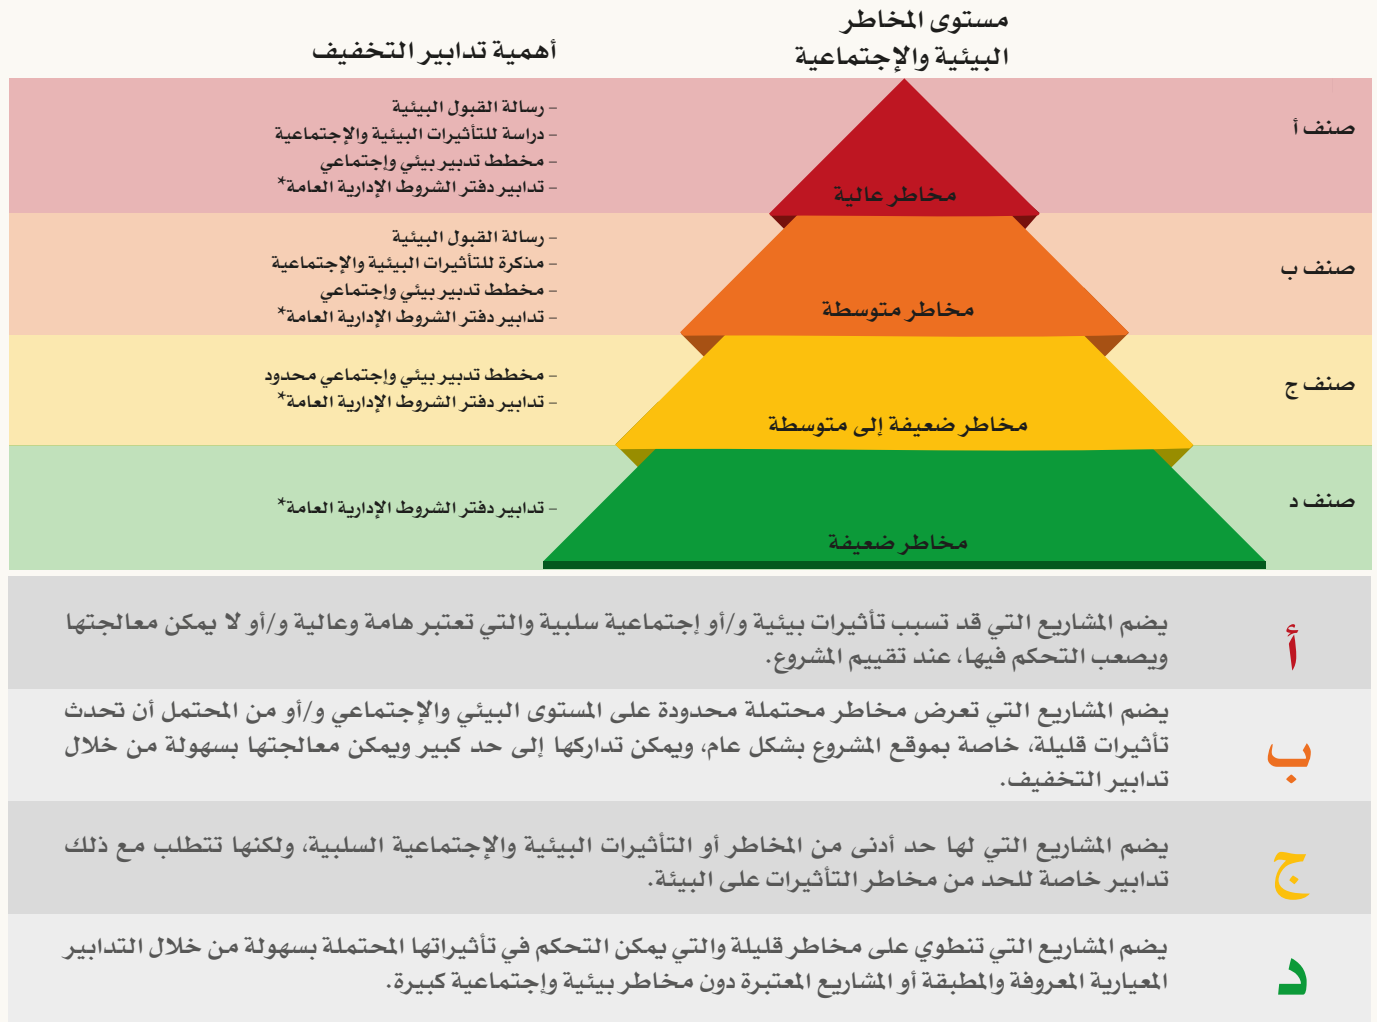 مستوى المخاطر
البيئية والإجتماعية
أهمية تدابير التخفيف
صنف أ
مخاطر عالية
– رسالة القبول البيئية
– دراسة للتأثيرات البيئية والإجتماعية
– مخطط تدبير بيئي وإجتماعي
– تدابير دفتر الشروط الإدارية العامة*
صنف ب
مخاطر متوسطة
– رسالة القبول البيئية
– مذكرة للتأثيرات البيئية والإجتماعية
– مخطط تدبير بيئي وإجتماعي
– تدابير دفتر الشروط الإدارية العامة*
صنف ج
مخاطر ضعيفة إلى متوسطة
– مخطط تدبير بيئي وإجتماعي محدود
– تدابير دفتر الشروط الإدارية العامة*
صنف د
مخاطر ضعيفة
– تدابير دفتر الشروط الإدارية العامة*
أ
يضم المشاريع التي قد تسبب تأثيرات بيئية و/أو إجتماعية سلبية والتي تعتبر هامة وعالية و/أو لا يمكن معالجتها
ويصعب التحكم فيها، عند تقييم المشروع.
ب
يضم المشاريع التي تعرض مخاطر محتملة محدودة على المستوى البيئي والإجتماعي و/أو من المحتمل أن تحدث
تأثيرات قليلة، خاصة بموقع المشروع بشكل عام، ويمكن تداركها إلى حد كبير ويمكن معالجتها بسهولة من خلال
تدابير التخفيف.
ج
يضم المشاريع التي لها حد أدنى من المخاطر أو التأثيرات البيئية والإجتماعية السلبية، ولكنها تتطلب مع ذلك
تدابير خاصة للحد من مخاطر التأثيرات على البيئة.
د
يضم المشاريع التي تنطوي على مخاطر قليلة والتي يمكن التحكم في تأثيراتها المحتملة بسهولة من خلال التدابير
المعيارية المعروفة والمطبقة أو المشاريع المعتبرة دون مخاطر بيئية وإجتماعية كبيرة.